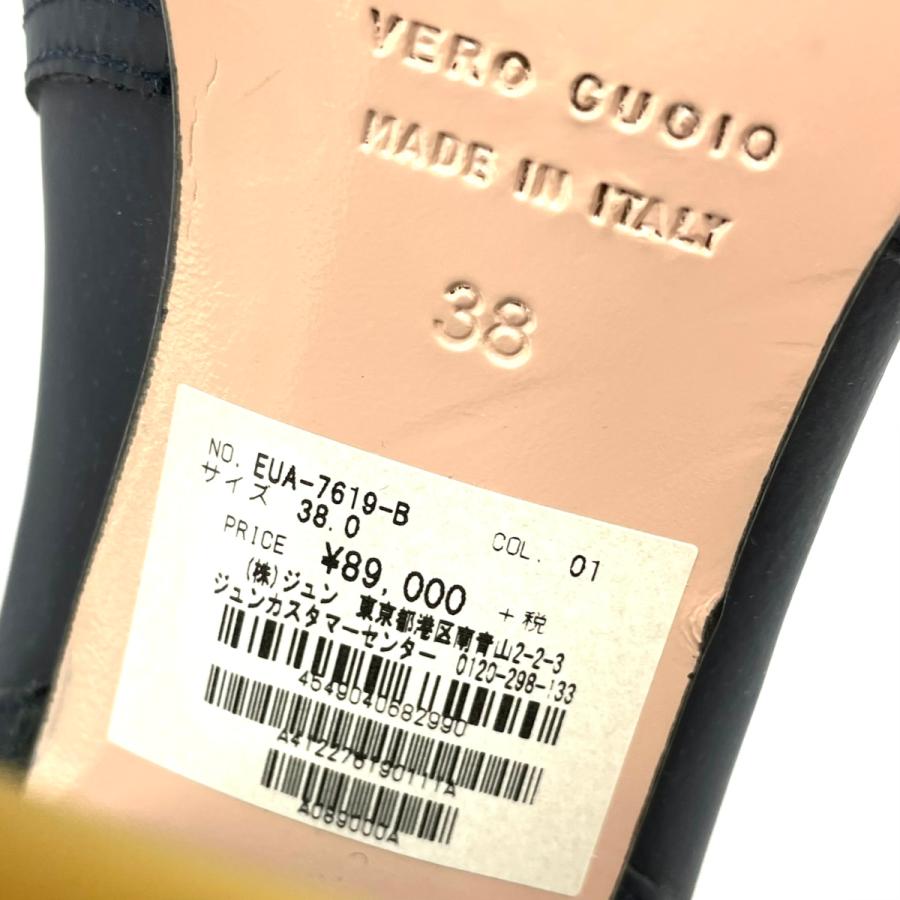 VERO CUGIO
MADE IN ITALY
38
NO. EUA-7619-B COL. 01
サイズ 38.0
PRICE ¥89,000 +税
(株)ジュン 東京都港区南青山2-2-3
ジュンカスタマーセンター 0120-298-133
4549040682990
A412276190111A
A089000A